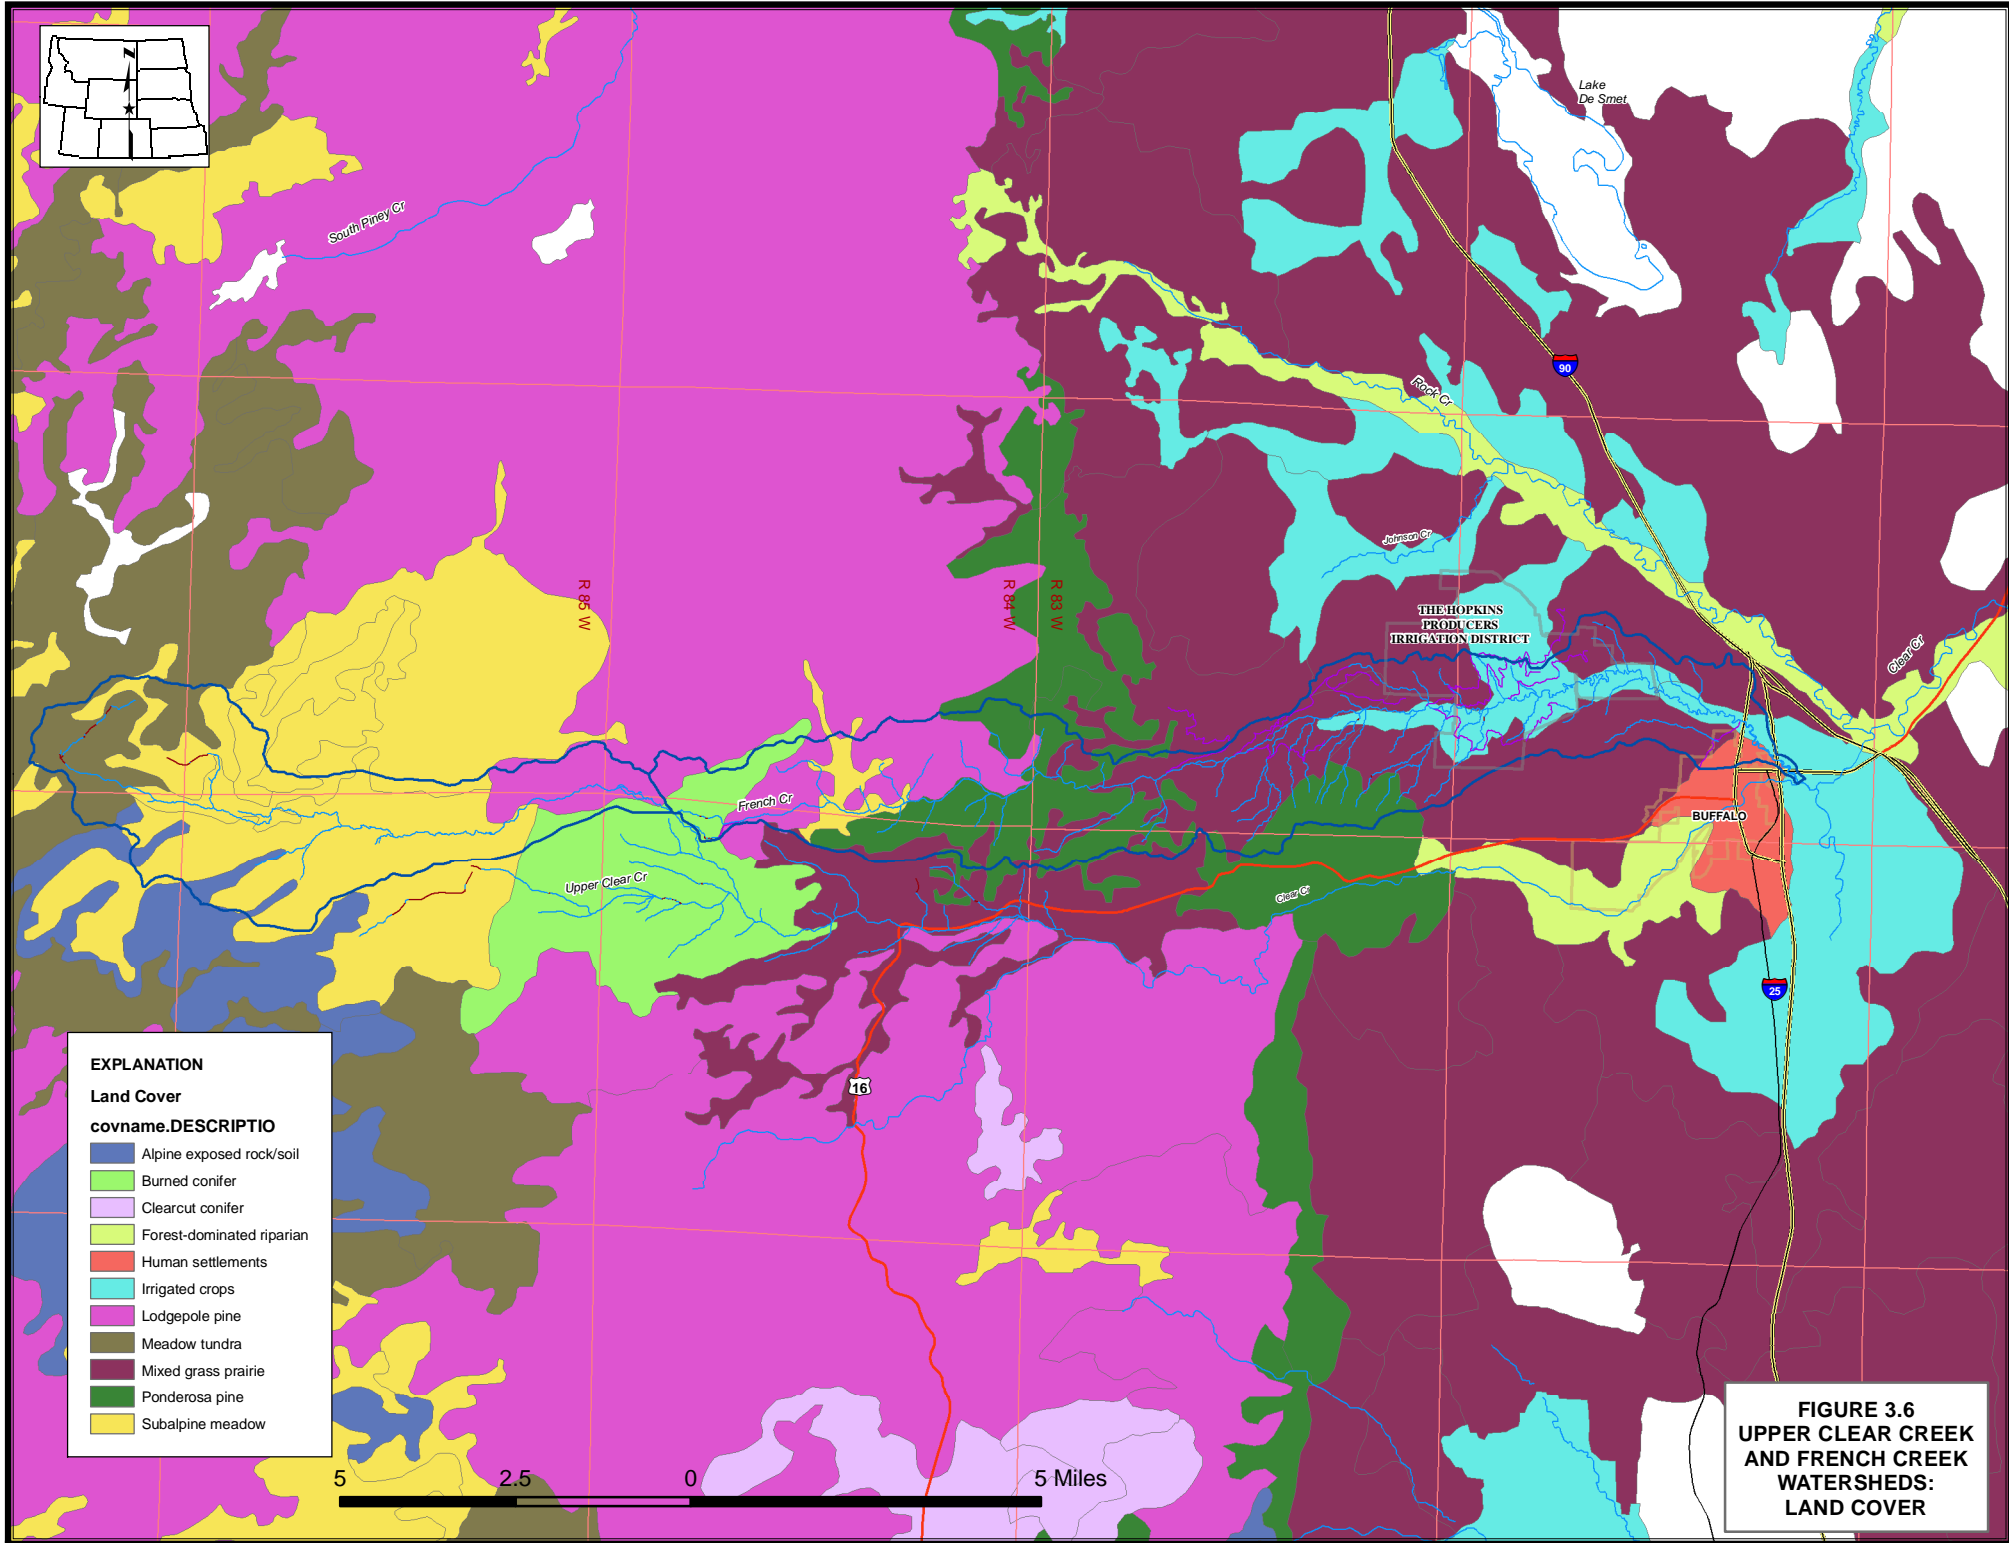 N
Lake
De Smet
South Piney Cr
90
Rock Cr
Johnson Cr
R 85 W
R 84 W
R 83 W
THE HOPKINS
PRODUCERS
IRRIGATION DISTRICT
Clear Cr
French Cr
BUFFALO
Upper Clear Cr
Clear Cr
25
16
EXPLANATION
Land Cover
covname.DESCRIPTIO
Alpine exposed rock/soil
Burned conifer
Clearcut conifer
Forest-dominated riparian
Human settlements
Irrigated crops
Lodgepole pine
Meadow tundra
Mixed grass prairie
Ponderosa pine
Subalpine meadow
5 2.5 0 5 Miles
FIGURE 3.6
UPPER CLEAR CREEK
AND FRENCH CREEK
WATERSHEDS:
LAND COVER